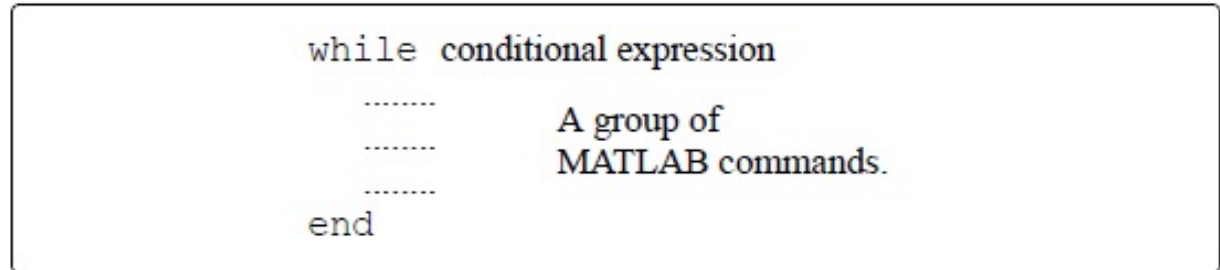 while conditional expression
........
A group of
........
MATLAB commands.
........
end